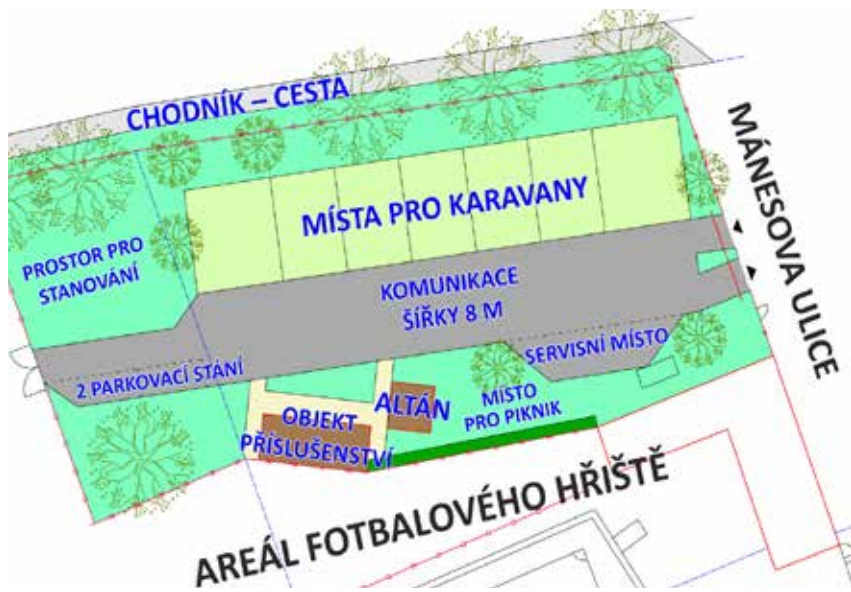 CHODNÍK – CESTA
MÁNESOVA ULICE
MÍSTA PRO KARAVANY
PROSTOR PRO
STANOVÁNÍ
KOMUNIKACE
ŠÍŘKY 8 M
SERVISNÍ MÍSTO
2 PARKOVACÍ STÁNÍ
ALTÁN
MÍSTO
PRO PIKNIK
OBJEKT
PŘÍSLUŠENSTVÍ
AREÁL FOTBALOVÉHO HŘIŠTĚ